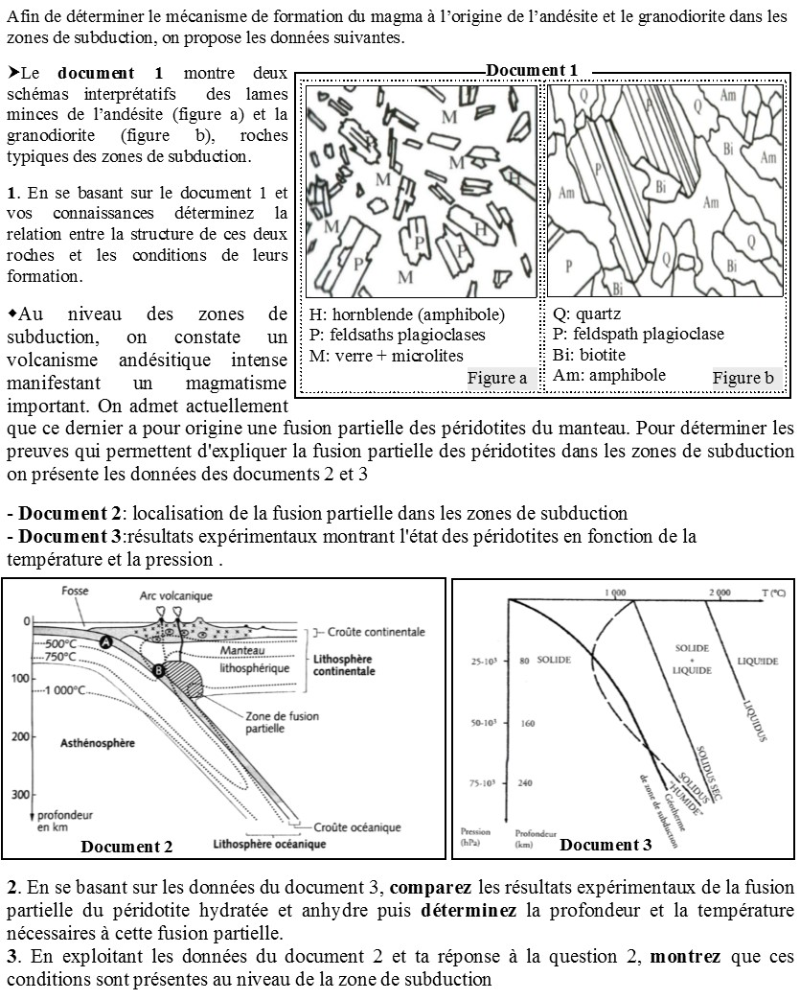 Afin de déterminer le mécanisme de formation du magma à l'origine de l'andésite et le granodiorite dans les
zones de subduction, on propose les données suivantes.
➤Le document 1 montre deux
schémas interprétatifs des lames
minces de l'andésite (figure a) et la
granodiorite (figure b), roches
typiques des zones de subduction.
1. En se basant sur le document 1 et
vos connaissances déterminez la
relation entre la structure de ces deux
roches et les conditions de leurs
formation.
◆Au niveau des zones de
subduction, on constate un
volcanisme andésitique intense
manifestant un magmatisme
important. On admet actuellement
Document 1
M
M
M
M
H
M
P
P
P
H
M
H: hornblende (amphibole)
P: feldsaths plagioclases
M: verre + microlites
Figure a
Q
P
Am
Q
Bi
Am
P
Bi
Am
Am
Q
P
Q
Bi
Bi
Q: quartz
P: feldspath plagioclase
Bi: biotite
Am: amphibole
Figure b
que ce dernier a pour origine une fusion partielle des péridotites du manteau. Pour déterminer les
preuves qui permettent d'expliquer la fusion partielle des péridotites dans les zones de subduction
on présente les données des documents 2 et 3
- Document 2: localisation de la fusion partielle dans les zones de subduction
- Document 3:résultats expérimentaux montrant l'état des péridotites en fonction de la
température et la pression .
Fosse
Arc volcanique
0
A
500°C
750°C
B
100
1 000°C
Manteau
lithosphérique
Croûte continentale
Lithosphère
continentale
Zone de fusion
partielle
200
Asthénosphère
300
profondeur
en km
Croûte océanique
Lithosphère océanique
Document 2
1 000
2 000
T (°C)
25·10³
80
SOLIDE
SOLIDE
+
LIQUIDE
LIQUIDE
50·10³
160
LIQUIDUS
75·10³
240
SOLIDUS SEC
SOLIDUS
"HUMIDE"
Géotherme
de zone de subduction
Pression
(hPa)
Profondeur
(km)
Document 3
2. En se basant sur les données du document 3, comparez les résultats expérimentaux de la fusion
partielle du péridotite hydratée et anhydre puis déterminez la profondeur et la température
nécessaires à cette fusion partielle.
3. En exploitant les données du document 2 et ta réponse à la question 2, montrez que ces
conditions sont présentes au niveau de la zone de subduction